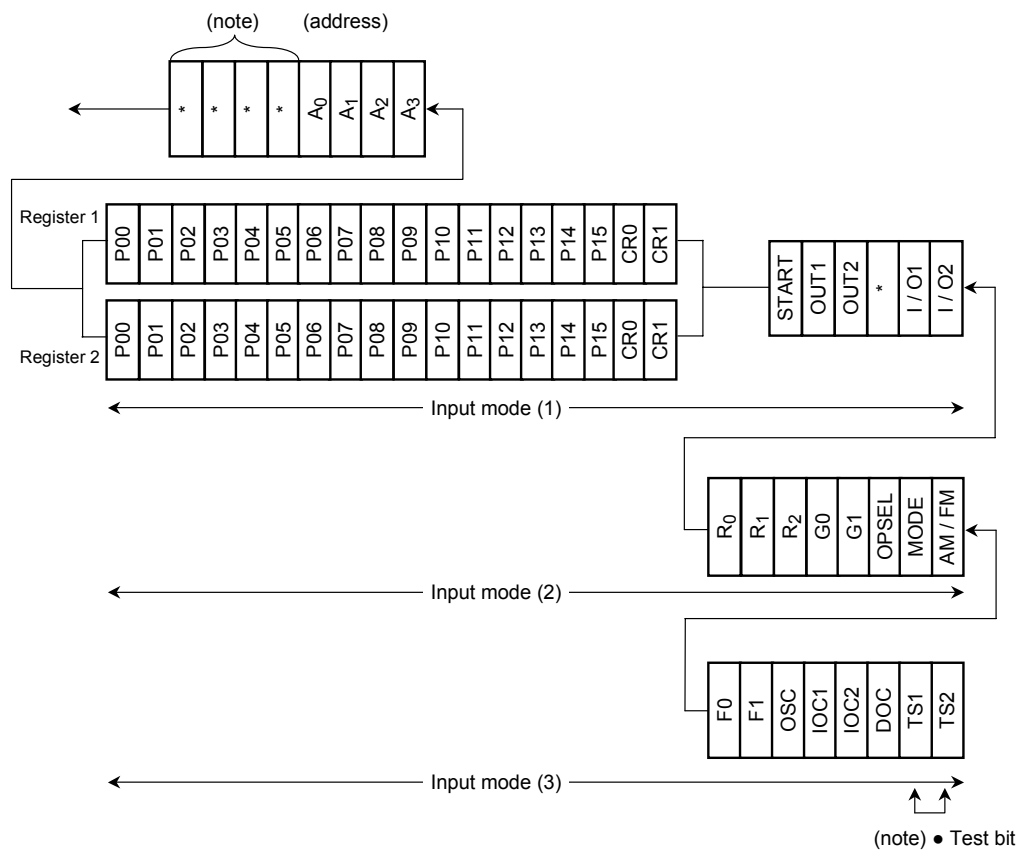 (note) (address)
* * * * A0 A1 A2 A3
Register 1
P00 P01 P02 P03 P04 P05 P06 P07 P08 P09 P10 P11 P12 P13 P14 P15 CR0 CR1
START OUT1 OUT2 * I / O1 I / O2
Register 2
P00 P01 P02 P03 P04 P05 P06 P07 P08 P09 P10 P11 P12 P13 P14 P15 CR0 CR1
Input mode (1)
R0 R1 R2 G0 G1 OPSEL MODE AM / FM
Input mode (2)
F0 F1 OSC IOC1 IOC2 DOC TS1 TS2
Input mode (3)
(note) ● Test bit